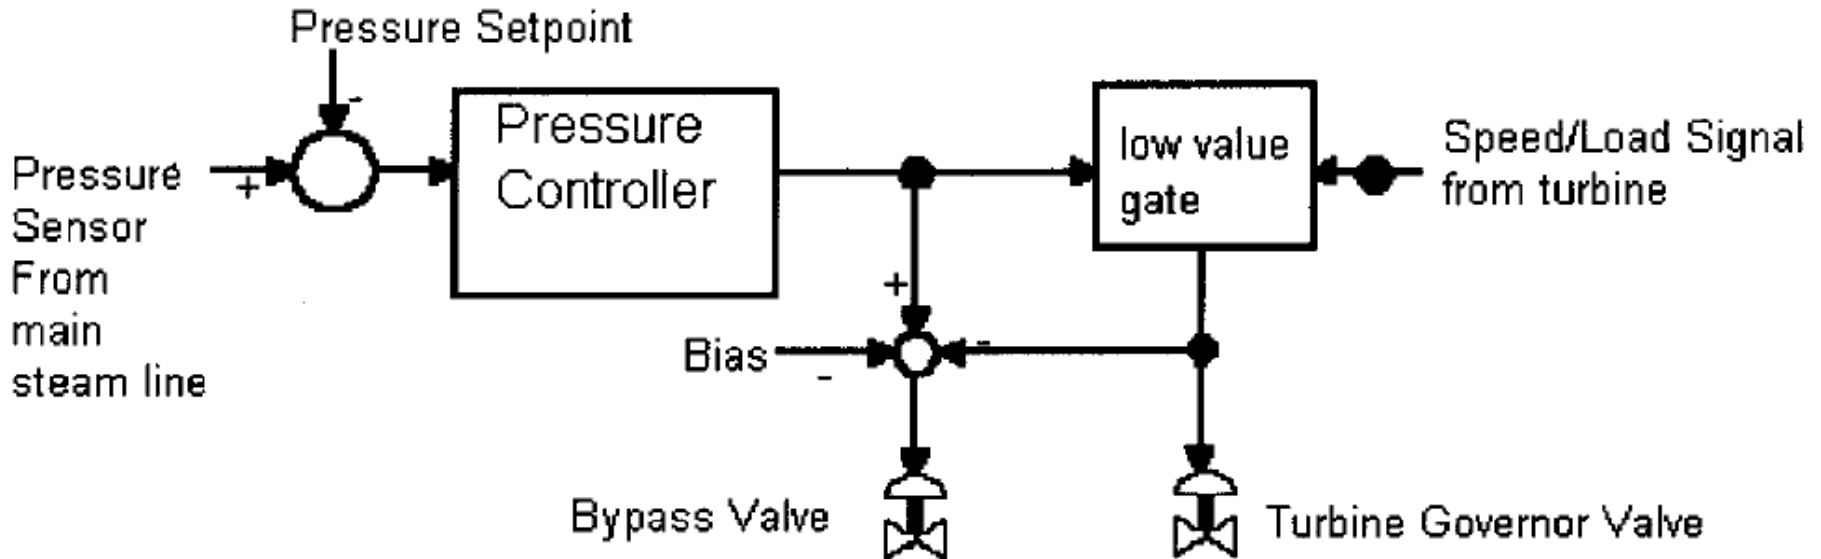 Pressure Setpoint
-
Pressure
Controller
low value
gate
Speed/Load Signal
from turbine
Pressure
Sensor
From
main
steam line
+
+
Bias
-
-
Bypass Valve
Turbine Governor Valve